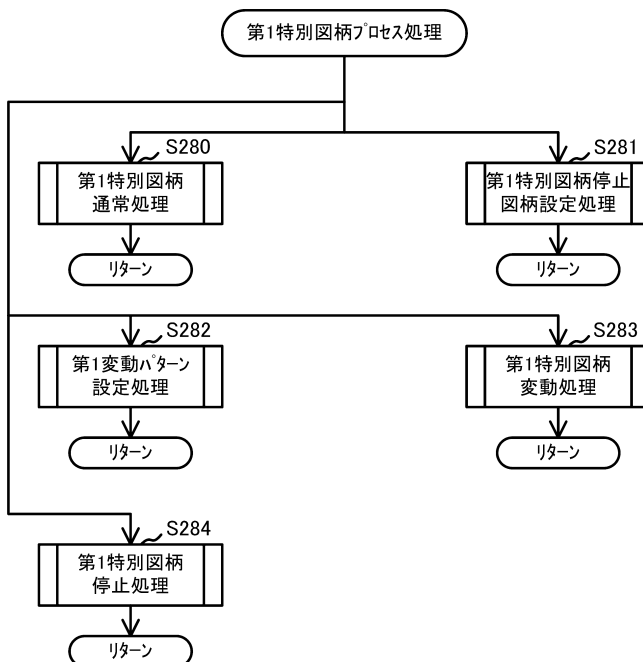 第1特別図柄プロセス処理
S280
第1特別図柄
通常処理
リターン
S281
第1特別図柄停止
図柄設定処理
リターン
S282
第1変動パターン
設定処理
リターン
S283
第1特別図柄
変動処理
リターン
S284
第1特別図柄
停止処理
リターン